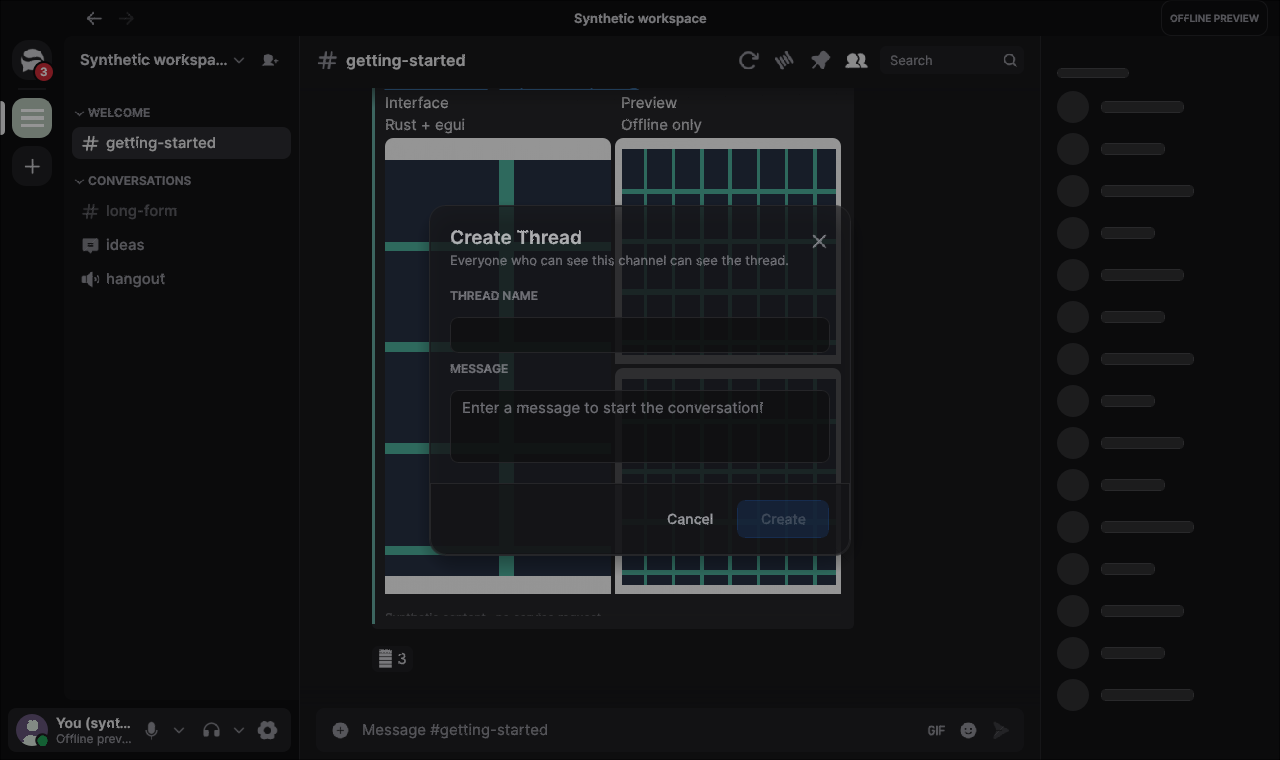 Synthetic workspace
OFFLINE PREVIEW
3
Synthetic workspa...
# getting-started
Search
WELCOME
# getting-started
CONVERSATIONS
# long-form
ideas
hangout
Interface
Rust + egui
Preview
Offline only
Create Thread
Everyone who can see this channel can see the thread.
THREAD NAME
MESSAGE
Enter a message to start the conversation!
Cancel
Create
3
You (synt...
Offline prev...
Message #getting-started
GIF